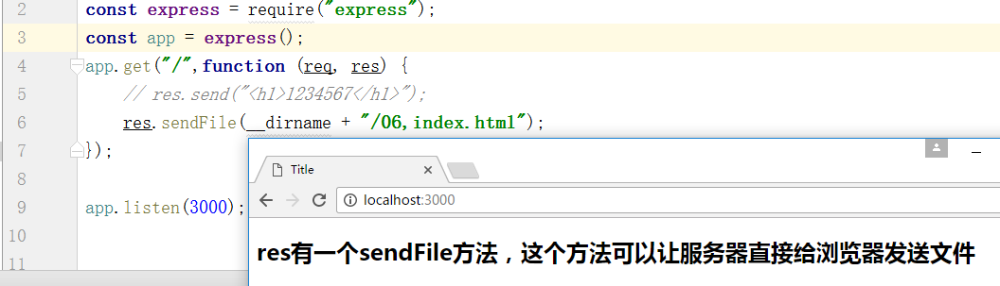 2 const express = require("express");
3 const app = express();
4 app.get("/",function (req, res) {
5 // res.send("<h1>1234567</h1>");
6 res.sendFile(__dirname + "/06,index.html");
7 });
8
9 app.listen(3000);
10
11
Title
localhost:3000
res有一个sendFile方法，这个方法可以让服务器直接给浏览器发送文件